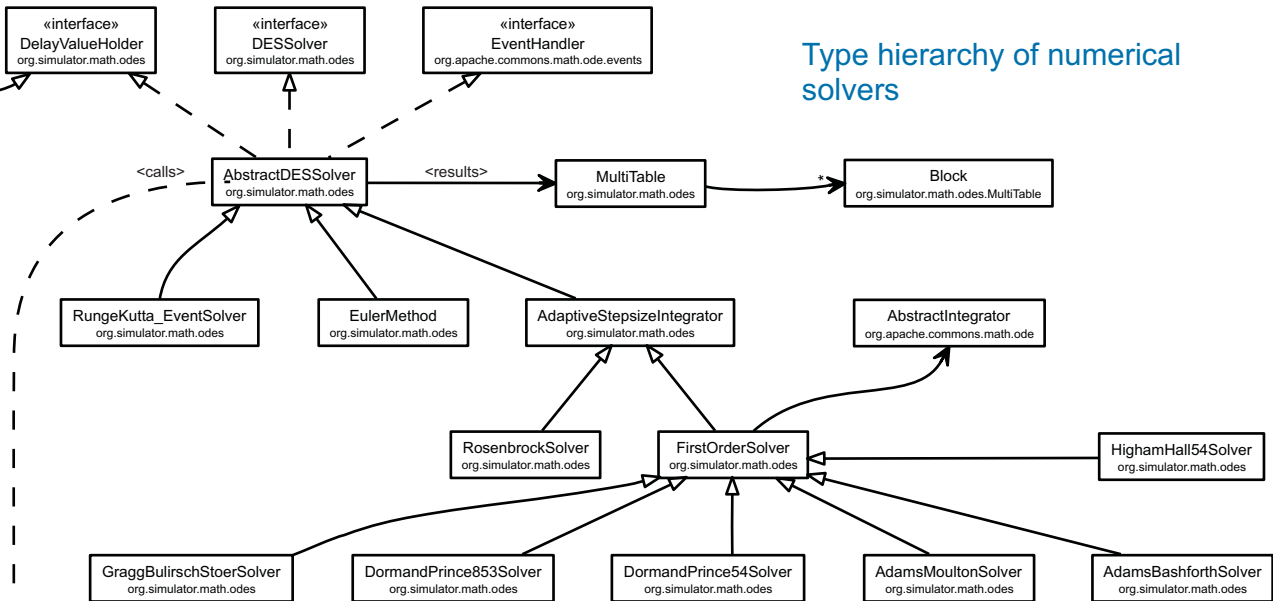 «interface»
DelayValueHolder
org.simulator.math.odes
«interface»
DESSolver
org.simulator.math.odes
«interface»
EventHandler
org.apache.commons.math.ode.events
Type hierarchy of numerical
solvers
<calls>
AbstractDESSolver
org.simulator.math.odes
<results>
MultiTable
org.simulator.math.odes
*
Block
org.simulator.math.odes.MultiTable
RungeKutta_EventSolver
org.simulator.math.odes
EulerMethod
org.simulator.math.odes
AdaptiveStepsizeIntegrator
org.simulator.math.odes
AbstractIntegrator
org.apache.commons.math.ode
RosenbrockSolver
org.simulator.math.odes
FirstOrderSolver
org.simulator.math.odes
HighamHall54Solver
org.simulator.math.odes
GraggBulirschStoerSolver
org.simulator.math.odes
DormandPrince853Solver
org.simulator.math.odes
DormandPrince54Solver
org.simulator.math.odes
AdamsMoultonSolver
org.simulator.math.odes
AdamsBashforthSolver
org.simulator.math.odes